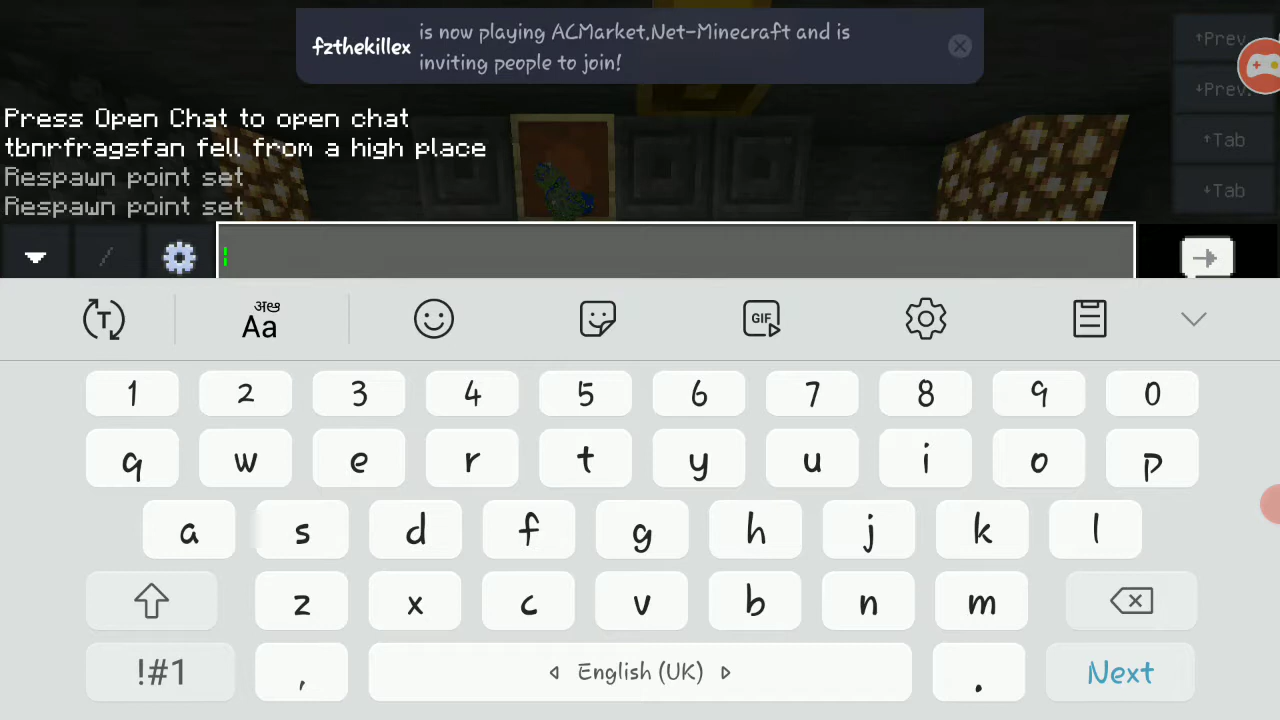 fzthekillex
is now playing ACMarket.Net-Minecraft and is
inviting people to join!
↑Prev.
↓Prev.
↑Tab
↓Tab
Press Open Chat to open chat
tbnrfragsfan fell from a high place
Respawn point set
Respawn point set
/
T
अआ
Aa
GIF
1 2 3 4 5 6 7 8 9 0
q w e r t y u i o p
a s d f g h j k l
z x c v b n m
!#1 , English (UK) . Next